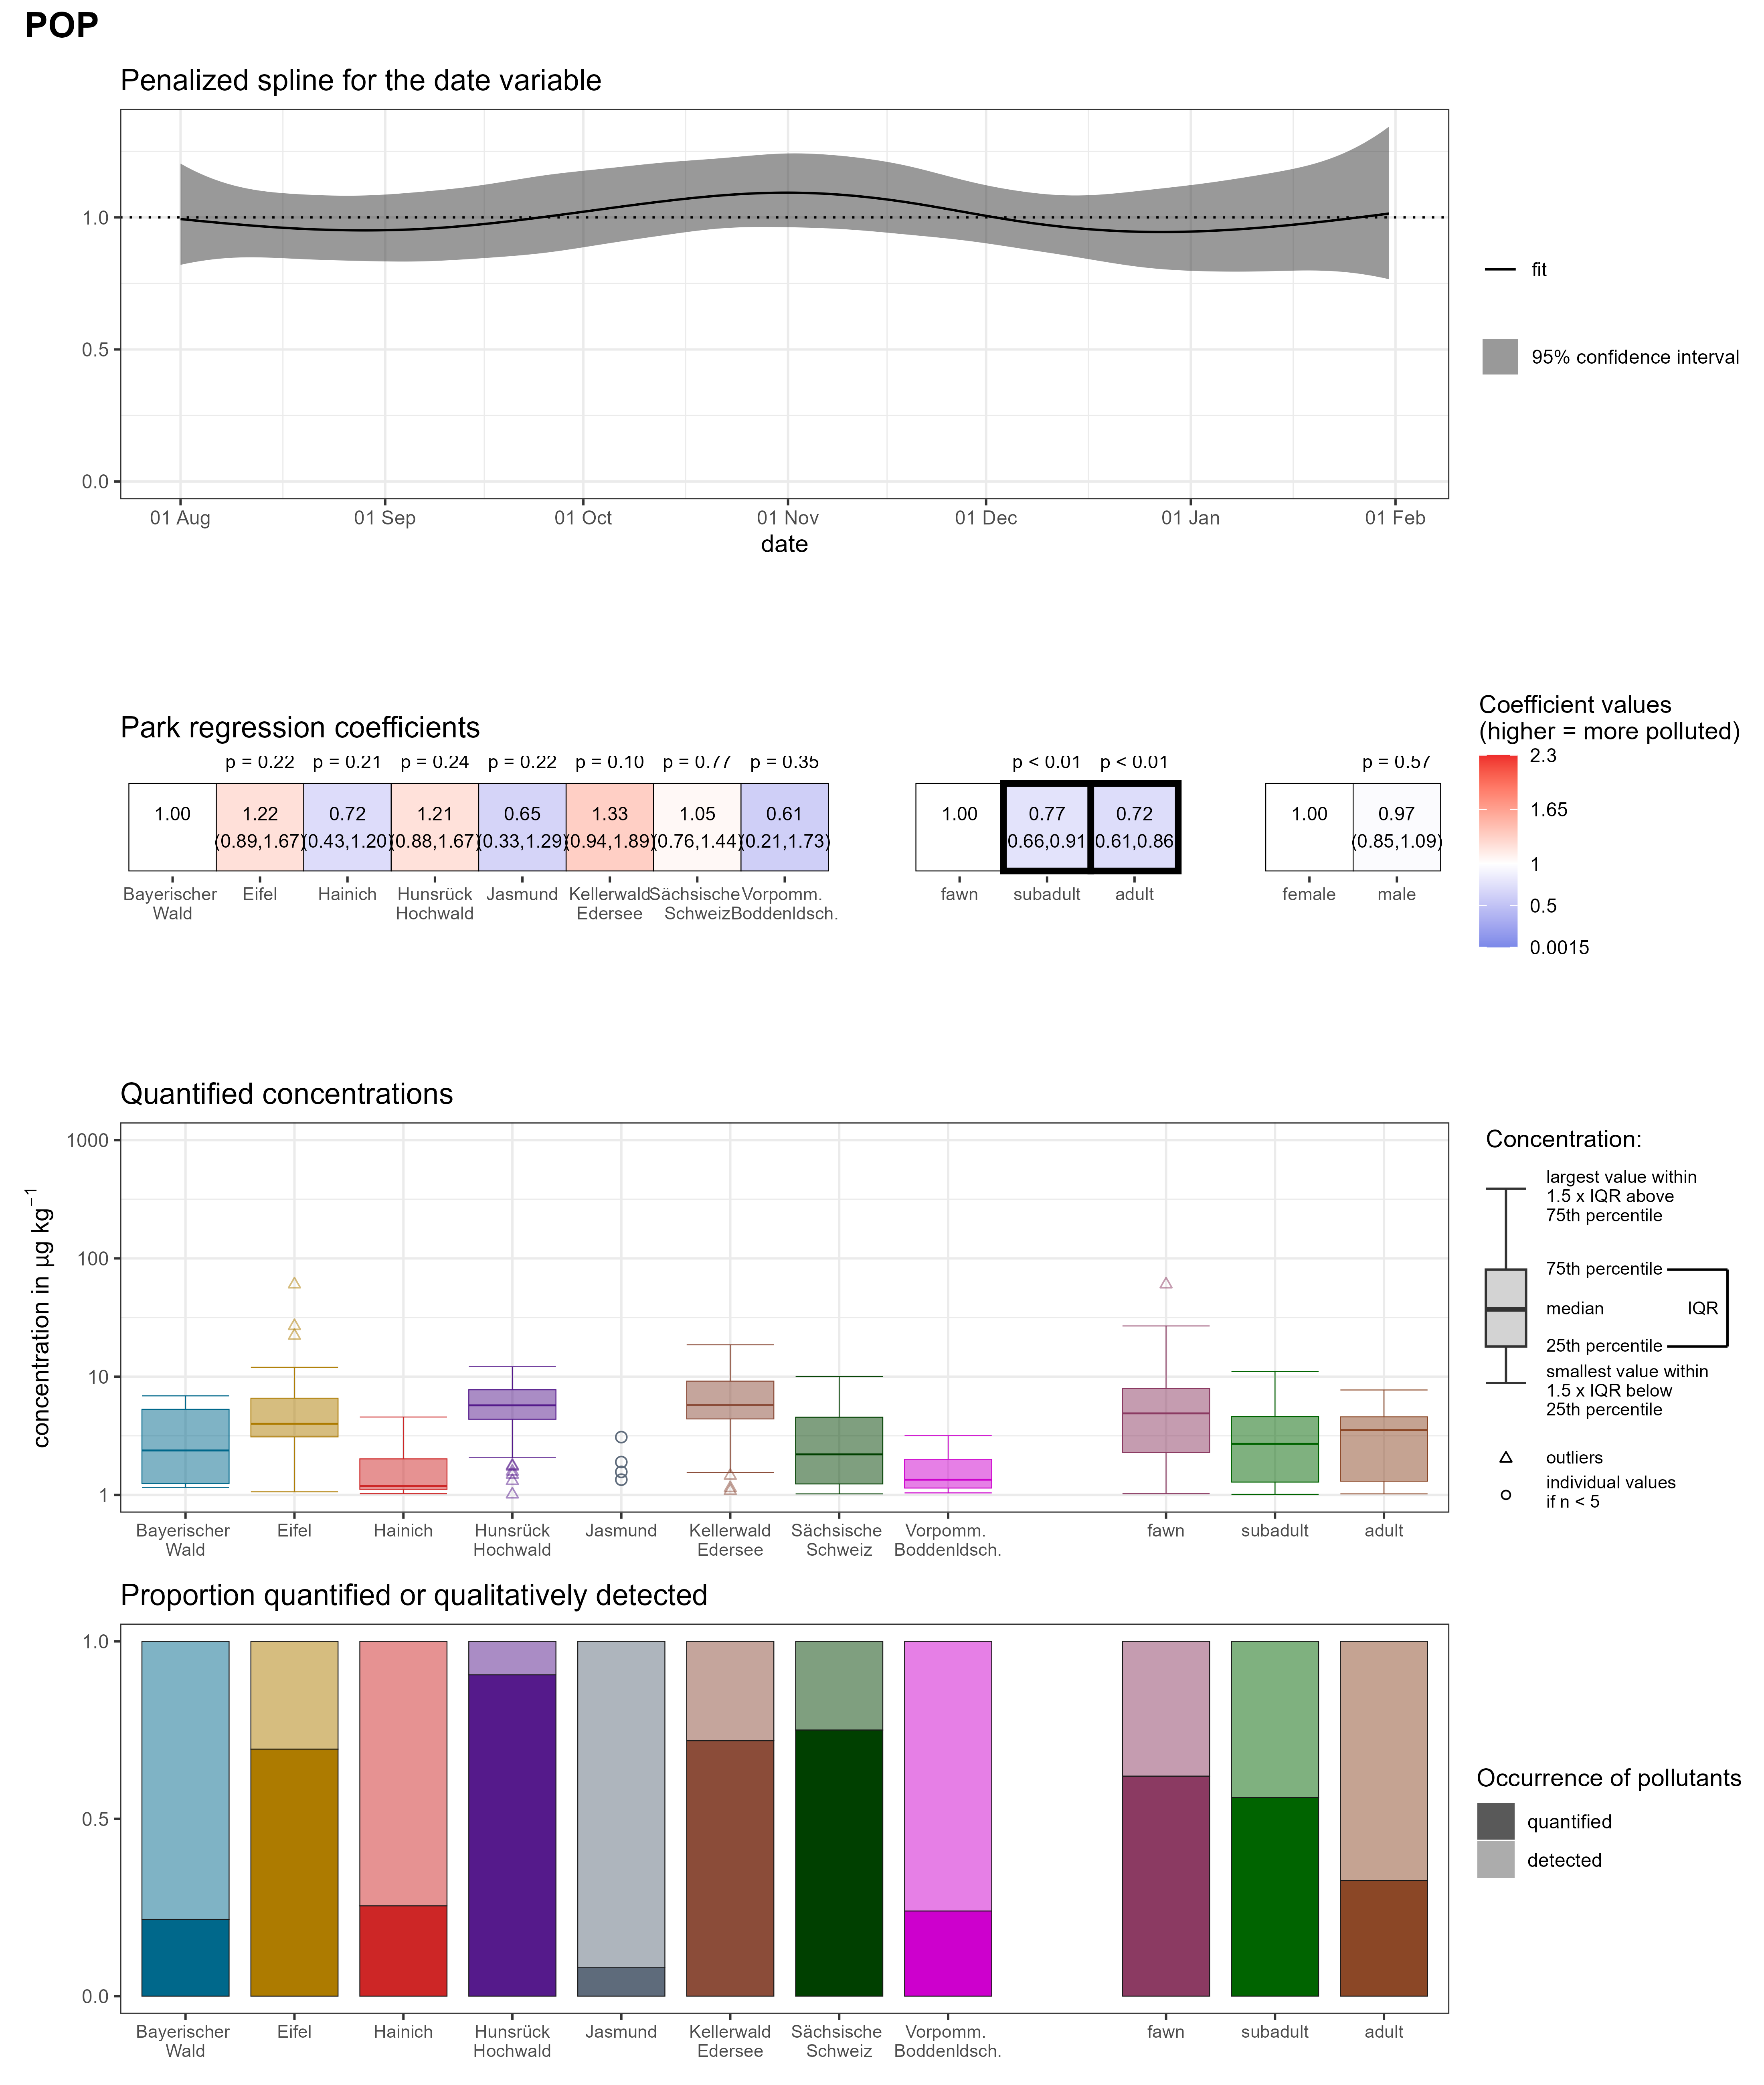 POP
Penalized spline for the date variable
1.0
0.5
0.0
01 Aug 01 Sep 01 Oct 01 Nov 01 Dec 01 Jan 01 Feb
date
fit
95% confidence interval
Park regression coefficients
p = 0.22 p = 0.21 p = 0.24 p = 0.22 p = 0.10 p = 0.77 p = 0.35 p < 0.01 p < 0.01 p = 0.57
1.00 1.22 0.72 1.21 0.65 1.33 1.05 0.61 1.00 0.77 0.72 1.00 0.97
(0.89,1.67) (0.43,1.20) (0.88,1.67) (0.33,1.29) (0.94,1.89) (0.76,1.44) (0.21,1.73) 0.66,0.91 0.61,0.86 (0.85,1.09)
Bayerischer Eifel Hainich Hunsrück Jasmund Kellerwald Sächsische Vorpomm. fawn subadult adult female male
Wald Hochwald Edersee Schweiz Boddenldsch.
Coefficient values
(higher = more polluted)
2.3
1.65
1
0.5
0.0015
Quantified concentrations
concentration in µg kg⁻¹
1000
100
10
1
Bayerischer Eifel Hainich Hunsrück Jasmund Kellerwald Sächsische Vorpomm. fawn subadult adult
Wald Hochwald Edersee Schweiz Boddenldsch.
Concentration:
largest value within
1.5 x IQR above
75th percentile
75th percentile
median IQR
25th percentile
smallest value within
1.5 x IQR below
25th percentile
outliers
individual values
if n < 5
Proportion quantified or qualitatively detected
1.0
0.5
0.0
Bayerischer Eifel Hainich Hunsrück Jasmund Kellerwald Sächsische Vorpomm. fawn subadult adult
Wald Hochwald Edersee Schweiz Boddenldsch.
Occurrence of pollutants
quantified
detected